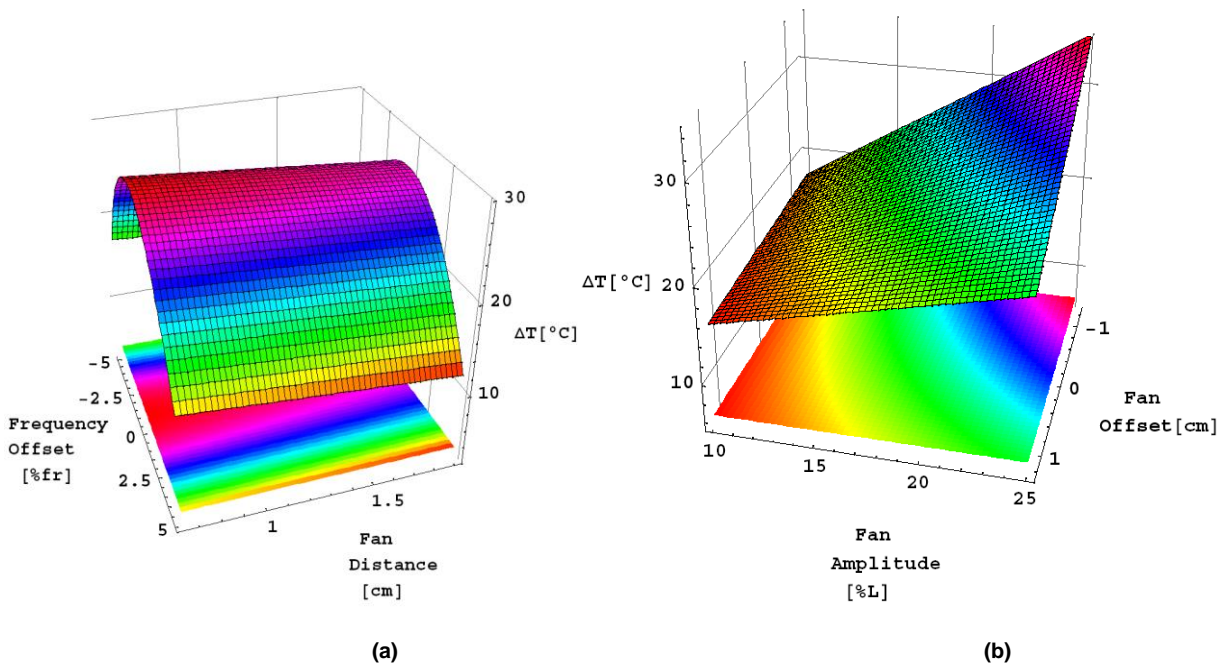 30
20
10
ΔT[°C]
-5
-2.5
0
2.5
5
Frequency
Offset
[%fr]
1
1.5
Fan
Distance
[cm]
(a)
30
20
10
ΔT[°C]
10
15
20
25
Fan
Amplitude
[%L]
-1
0
1
Fan
Offset[cm]
(b)